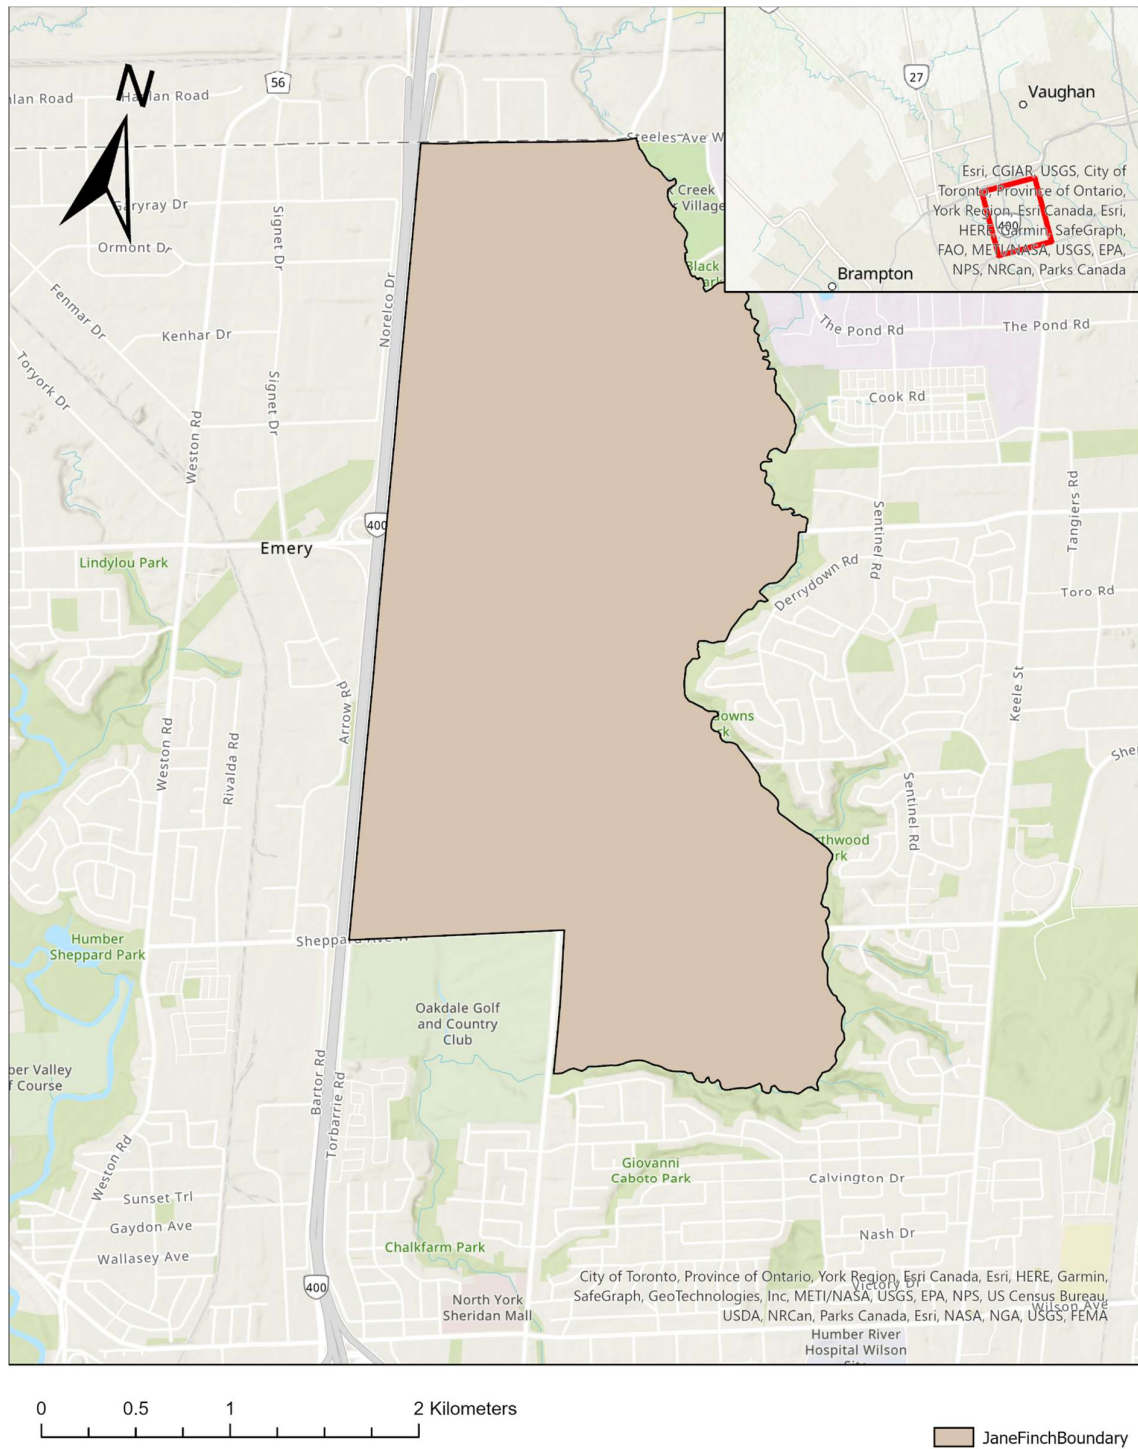 N
56
Steeles Ave W
Garyray Dr
Ormont Dr
Signet Dr
Norelco Dr
Fenmar Dr
Kenhar Dr
Toryork Dr
Signet Dr
Weston Rd
400
Emery
Lindylou Park
27
Vaughan
Brampton
400
Esri, CGIAR, USGS, City of
Toronto, Province of Ontario,
York Region, Esri Canada, Esri,
HERE, Garmin, SafeGraph,
FAO, METI/NASA, USGS, EPA,
NPS, NRCan, Parks Canada
Creek
Village
Black
The Pond Rd
The Pond Rd
Cook Rd
Sentinel Rd
Tangiers Rd
Derrydown Rd
Toro Rd
Keele St
Arrow Rd
Weston Rd
Rivalda Rd
Sentinel Rd
Humber
Sheppard Park
Sheppard Ave W
Oakdale Golf
and Country
Club
Bartor Rd
Torbarrie Rd
Weston Rd
Sunset Trl
Gaydon Ave
Wallasey Ave
400
Chalkfarm Park
Giovanni
Caboto Park
Calvington Dr
Nash Dr
Victory Dr
Wilson Ave
North York
Sheridan Mall
City of Toronto, Province of Ontario, York Region, Esri Canada, Esri, HERE, Garmin,
SafeGraph, GeoTechnologies, Inc, METI/NASA, USGS, EPA, NPS, US Census Bureau,
USDA, NRCan, Parks Canada, Esri, NASA, NGA, USGS, FEMA
Humber River
Hospital Wilson
0 0.5 1 2 Kilometers
JaneFinchBoundary